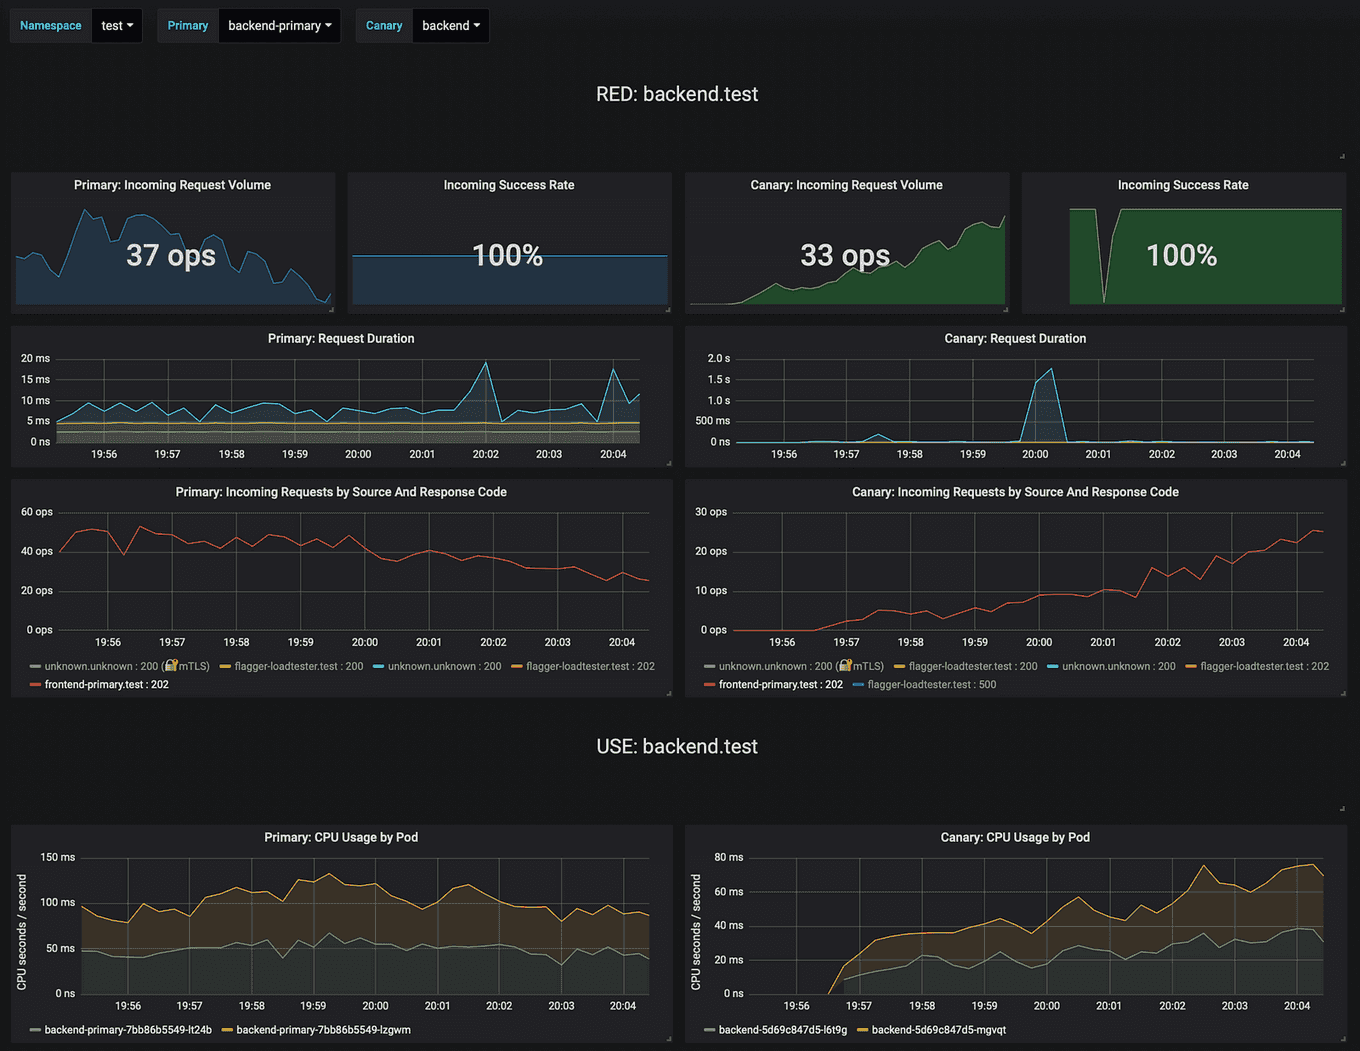 Namespace test Primary backend-primary Canary backend
RED: backend.test
Primary: Incoming Request Volume
37 ops
Incoming Success Rate
100%
Canary: Incoming Request Volume
33 ops
Incoming Success Rate
100%
Primary: Request Duration
20 ms
15 ms
10 ms
5 ms
0 ns
19:56 19:57 19:58 19:59 20:00 20:01 20:02 20:03 20:04
Canary: Request Duration
2.0 s
1.5 s
1.0 s
500 ms
0 ns
19:56 19:57 19:58 19:59 20:00 20:01 20:02 20:03 20:04
Primary: Incoming Requests by Source And Response Code
60 ops
40 ops
20 ops
0 ops
19:56 19:57 19:58 19:59 20:00 20:01 20:02 20:03 20:04
unknown.unknown : 200 (🔐mTLS) flagger-loadtester.test : 200 unknown.unknown : 200 flagger-loadtester.test : 202
frontend-primary.test : 202
Canary: Incoming Requests by Source And Response Code
30 ops
20 ops
10 ops
0 ops
19:56 19:57 19:58 19:59 20:00 20:01 20:02 20:03 20:04
unknown.unknown : 200 (🔐mTLS) flagger-loadtester.test : 200 unknown.unknown : 200 flagger-loadtester.test : 202
frontend-primary.test : 202 flagger-loadtester.test : 500
USE: backend.test
Primary: CPU Usage by Pod
CPU seconds / second
150 ms
100 ms
50 ms
0 ns
19:56 19:57 19:58 19:59 20:00 20:01 20:02 20:03 20:04
backend-primary-7bb86b5549-lt24b backend-primary-7bb86b5549-lzgwm
Canary: CPU Usage by Pod
CPU seconds / second
80 ms
60 ms
40 ms
20 ms
0 ns
19:56 19:57 19:58 19:59 20:00 20:01 20:02 20:03 20:04
backend-5d69c847d5-l6t9g backend-5d69c847d5-mgvqt